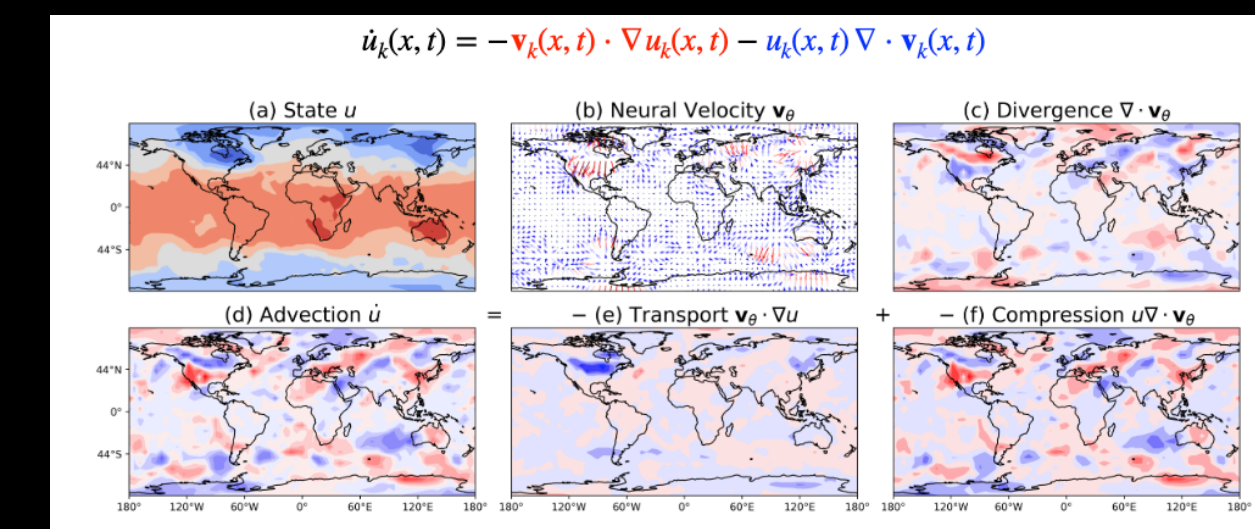 u̇ₖ(x, t) = −vₖ(x, t) · ∇uₖ(x, t) − uₖ(x, t) ∇ · vₖ(x, t)
(a) State u
(b) Neural Velocity v_θ
(c) Divergence ∇ · v_θ
44°N
0°
44°S
(d) Advection u̇
=
− (e) Transport v_θ · ∇u
+
− (f) Compression u∇ · v_θ
44°N
0°
44°S
180° 120°W 60°W 0° 60°E 120°E 180°
180° 120°W 60°W 0° 60°E 120°E 180°
180° 120°W 60°W 0° 60°E 120°E 180°